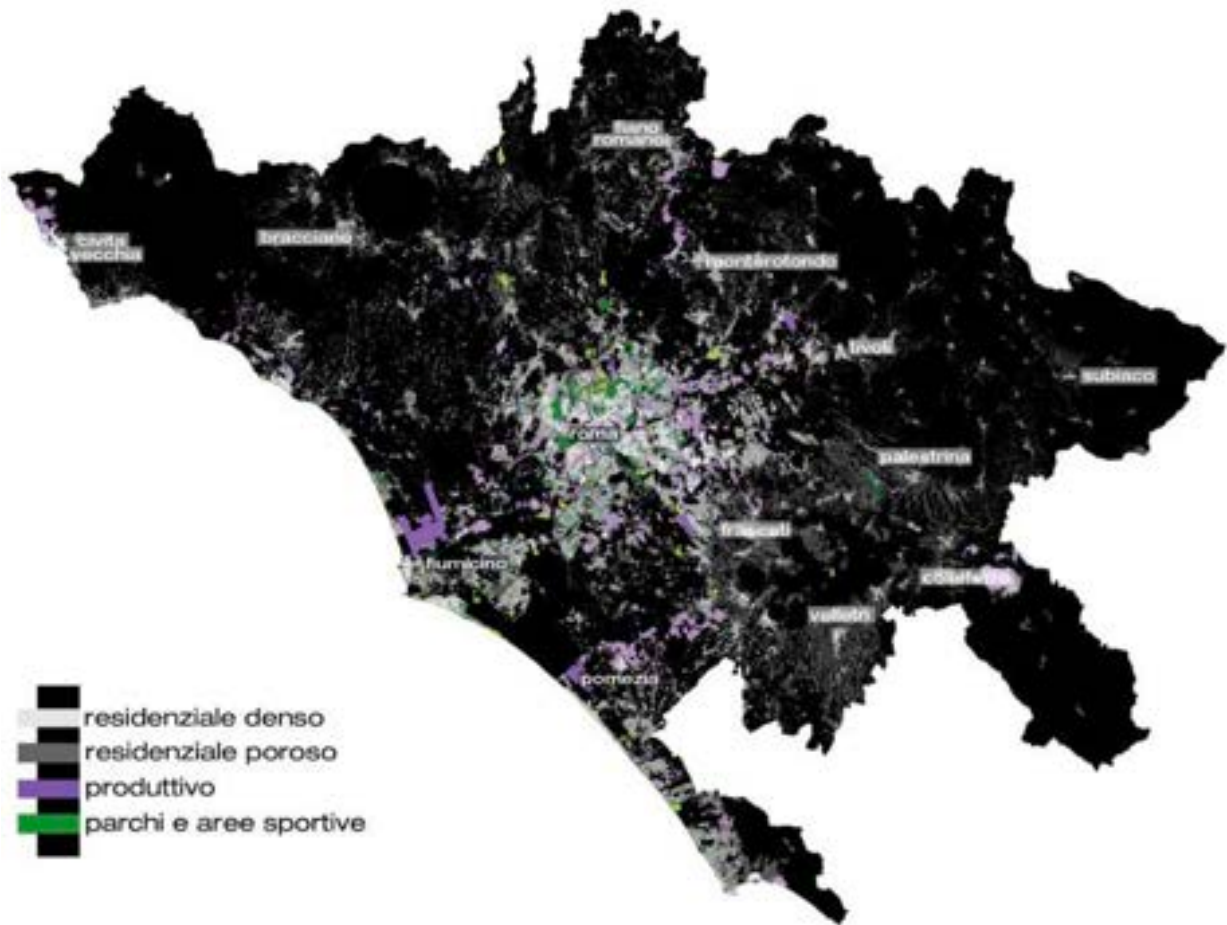 fiano
romano
civita
vecchia
bracciano
monterotondo
tivoli
subiaco
roma
palestrina
frascati
fiumicino
colleferro
velletri
pomezia
residenziale denso
residenziale poroso
produttivo
parchi e aree sportive